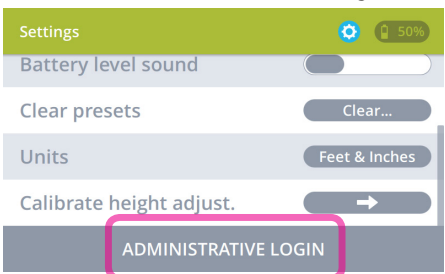 Settings
50%
Battery level sound
Clear presets
Clear...
Units
Feet & Inches
Calibrate height adjust.
ADMINISTRATIVE LOGIN